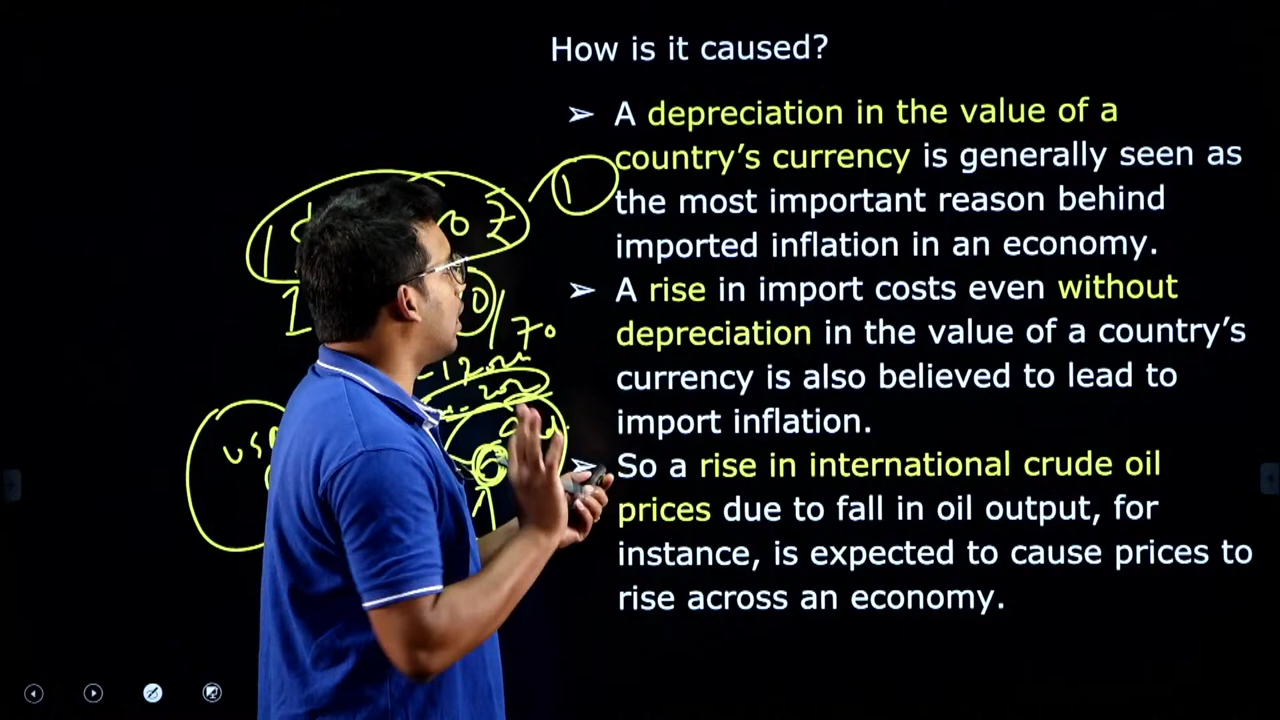 How is it caused?
➢ A depreciation in the value of a
country's currency is generally seen as
the most important reason behind
imported inflation in an economy.
➢ A rise in import costs even without
depreciation in the value of a country's
currency is also believed to lead to
import inflation.
➢ So a rise in international crude oil
prices due to fall in oil output, for
instance, is expected to cause prices to
rise across an economy.
1
70